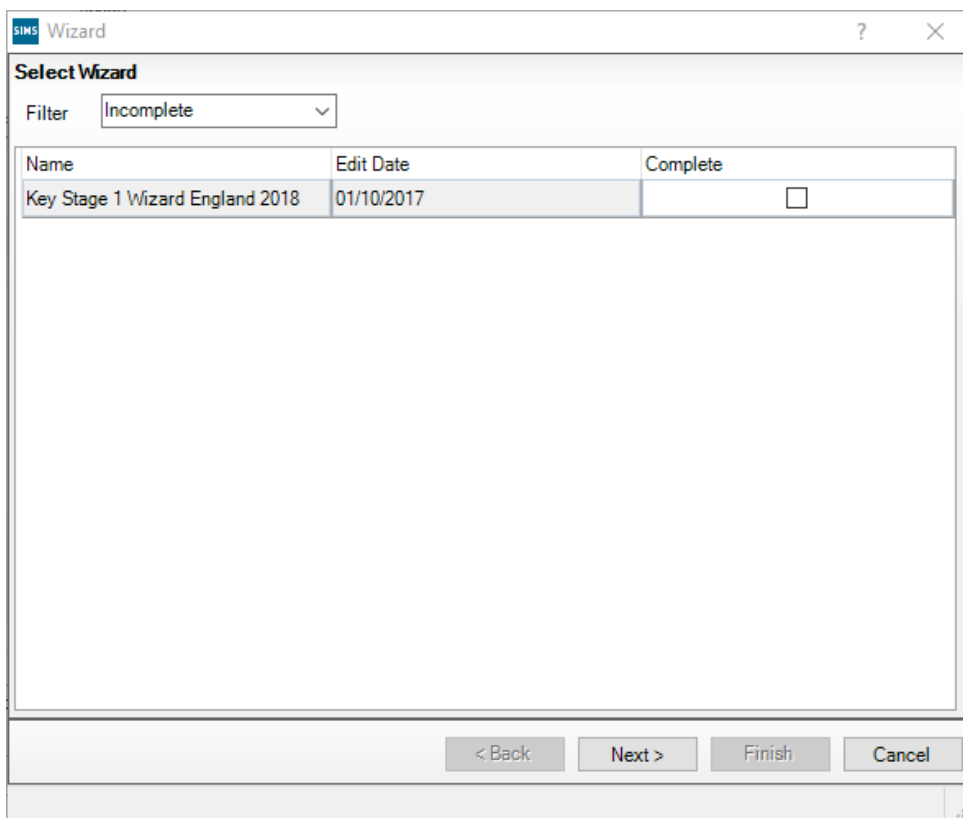 SIMS Wizard ?
Select Wizard
Filter Incomplete
Name Edit Date Complete
Key Stage 1 Wizard England 2018 01/10/2017
< Back Next > Finish Cancel